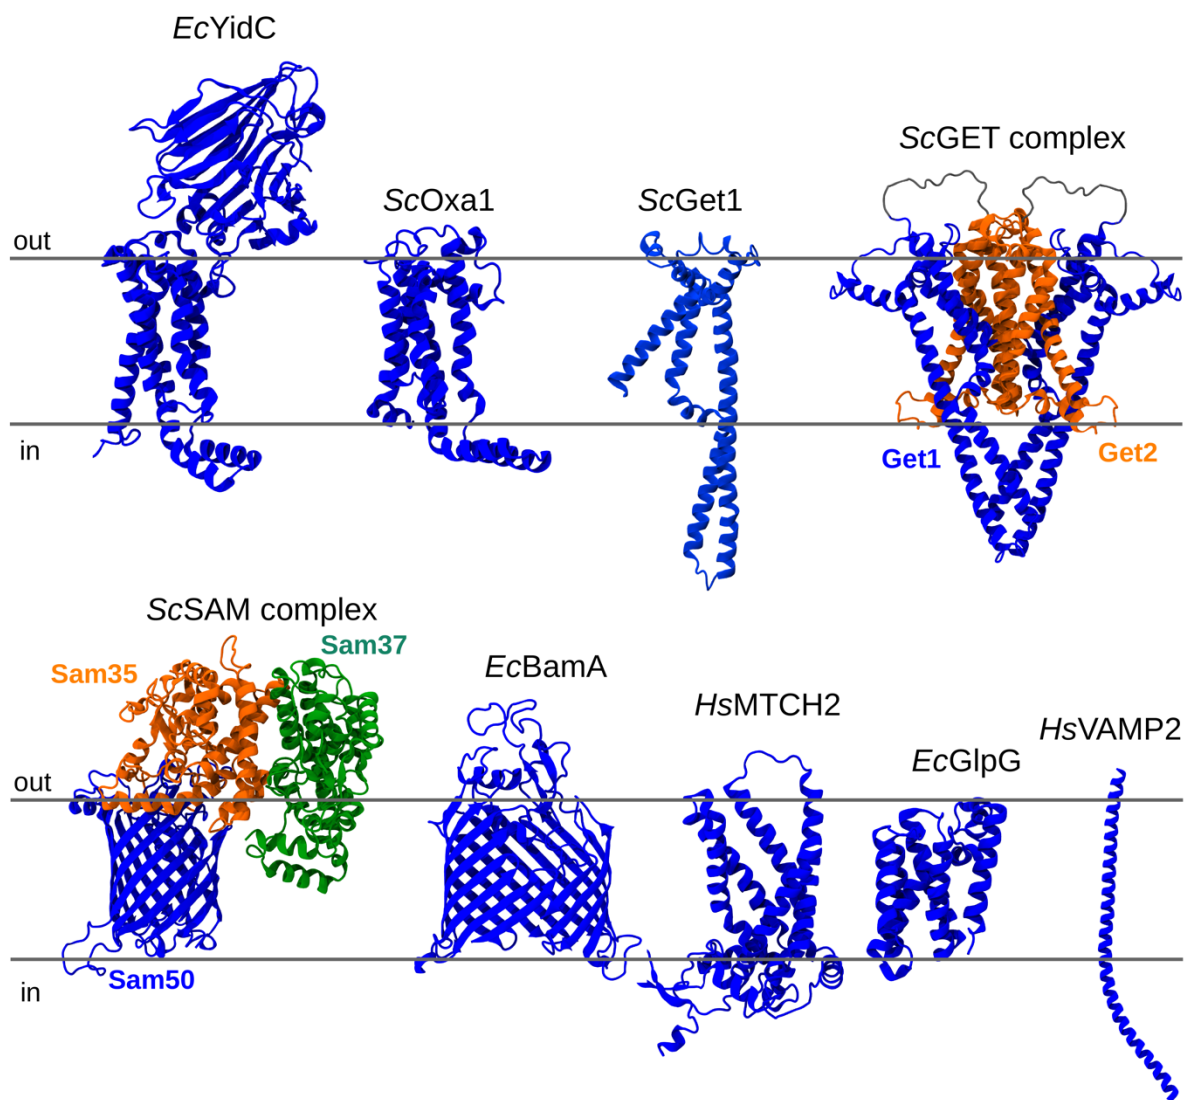 EcYidC
ScGET complex
ScOxa1
ScGet1
out
in
Get1
Get2
ScSAM complex
Sam37
Sam35
EcBamA
HsMTCH2
HsVAMP2
EcGlpG
out
Sam50
in